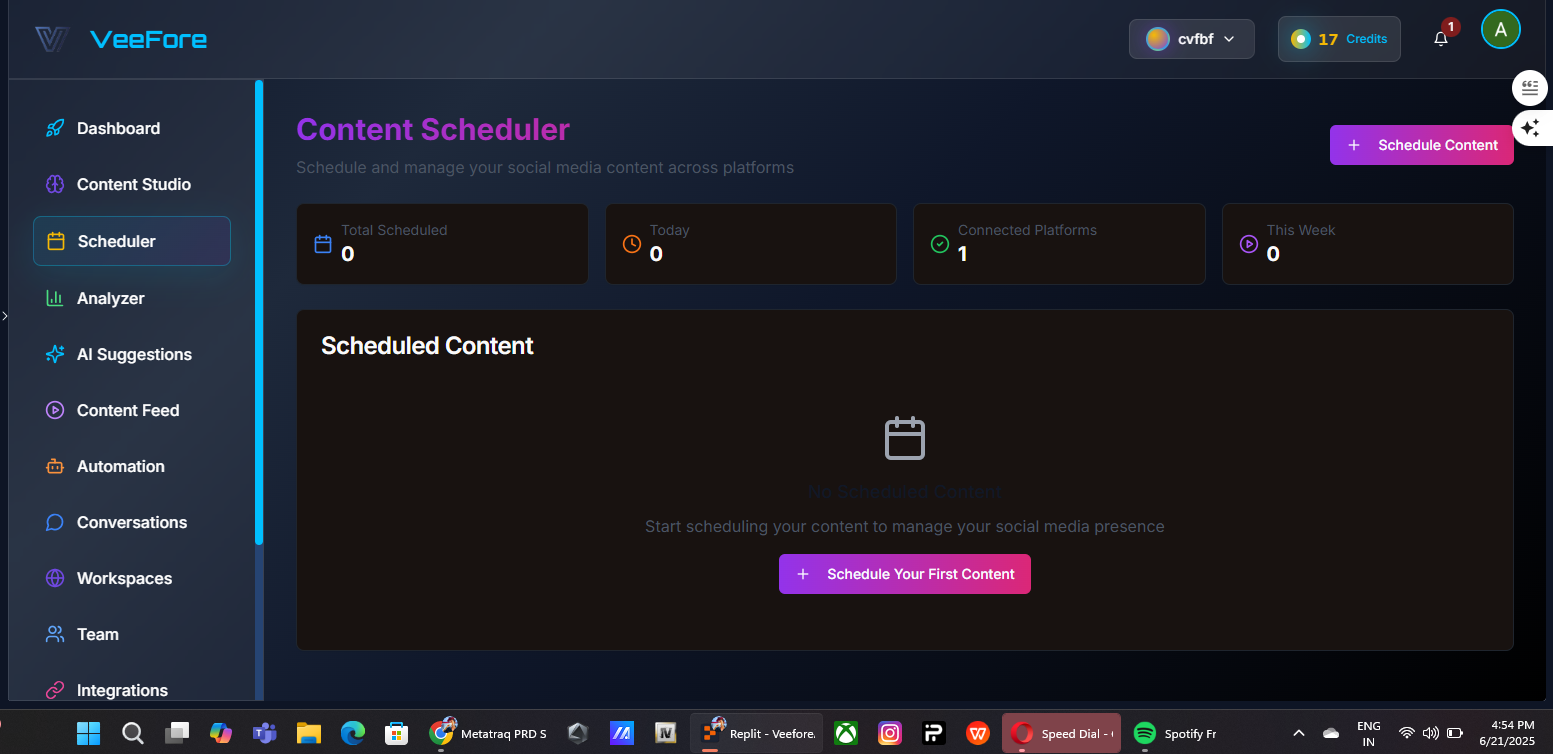 VeeFore
cvfbf
17 Credits
1
A
Dashboard
Content Studio
Scheduler
Analyzer
AI Suggestions
Content Feed
Automation
Conversations
Workspaces
Team
Integrations
Content Scheduler
Schedule and manage your social media content across platforms
+ Schedule Content
Total Scheduled
0
Today
0
Connected Platforms
1
This Week
0
Scheduled Content
No Scheduled Content
Start scheduling your content to manage your social media presence
+ Schedule Your First Content
Metatraq PRD S
Replit - Veefore.
Speed Dial -
Spotify Fr
ENG
IN
4:54 PM
6/21/2025